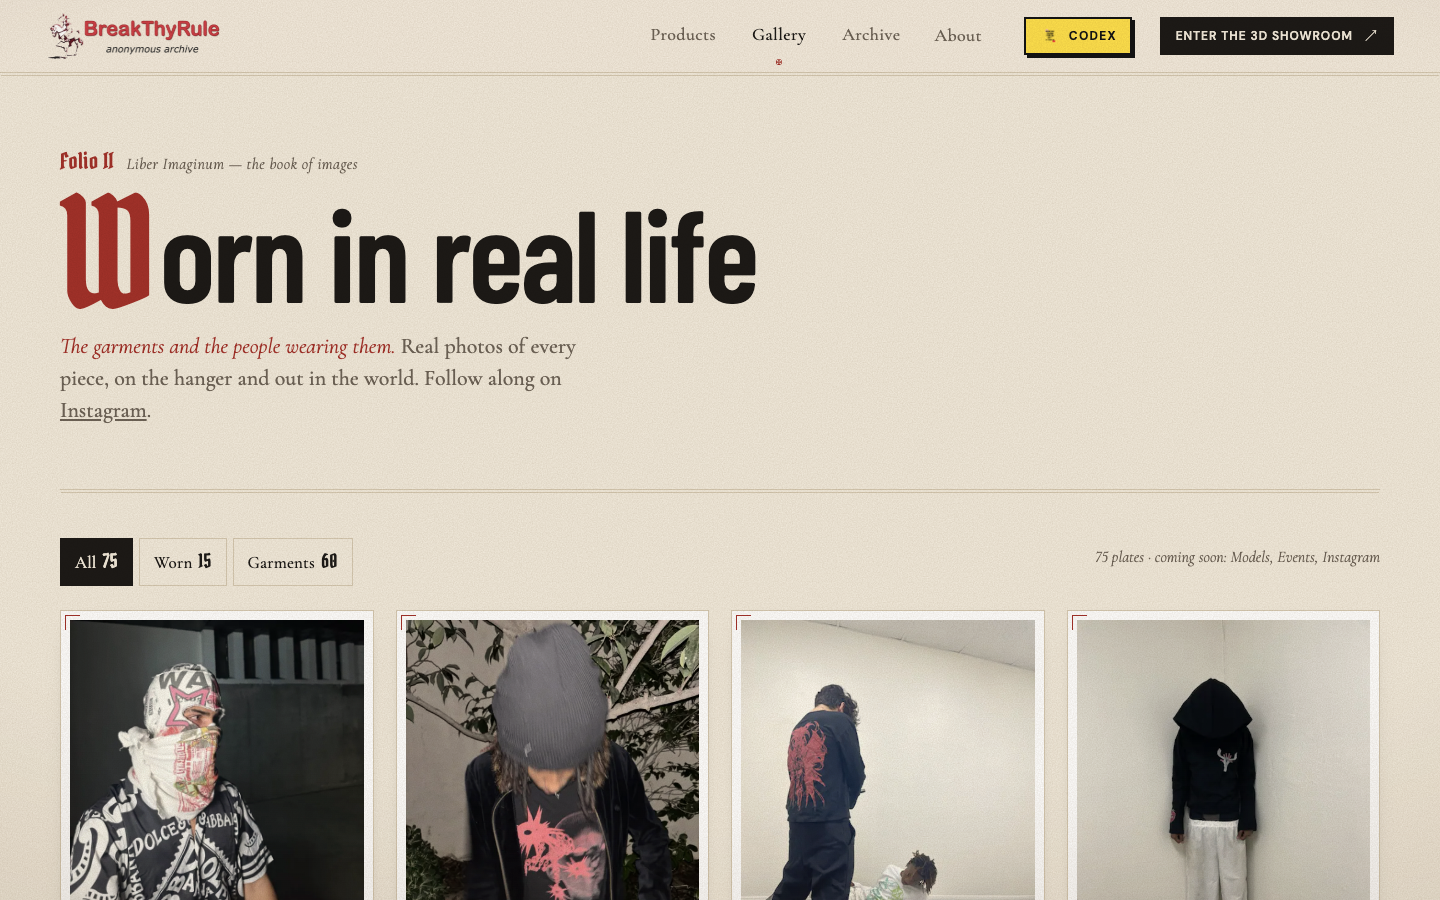 BreakThyRule
anonymous archive
Products
Gallery
Archive
About
CODEX
ENTER THE 3D SHOWROOM ↗
Folio II Liber Imaginum — the book of images
Worn in real life
The garments and the people wearing them. Real photos of every
piece, on the hanger and out in the world. Follow along on
Instagram.
All 75
Worn 15
Garments 60
75 plates · coming soon: Models, Events, Instagram
WA
DOLCE & GABBANA